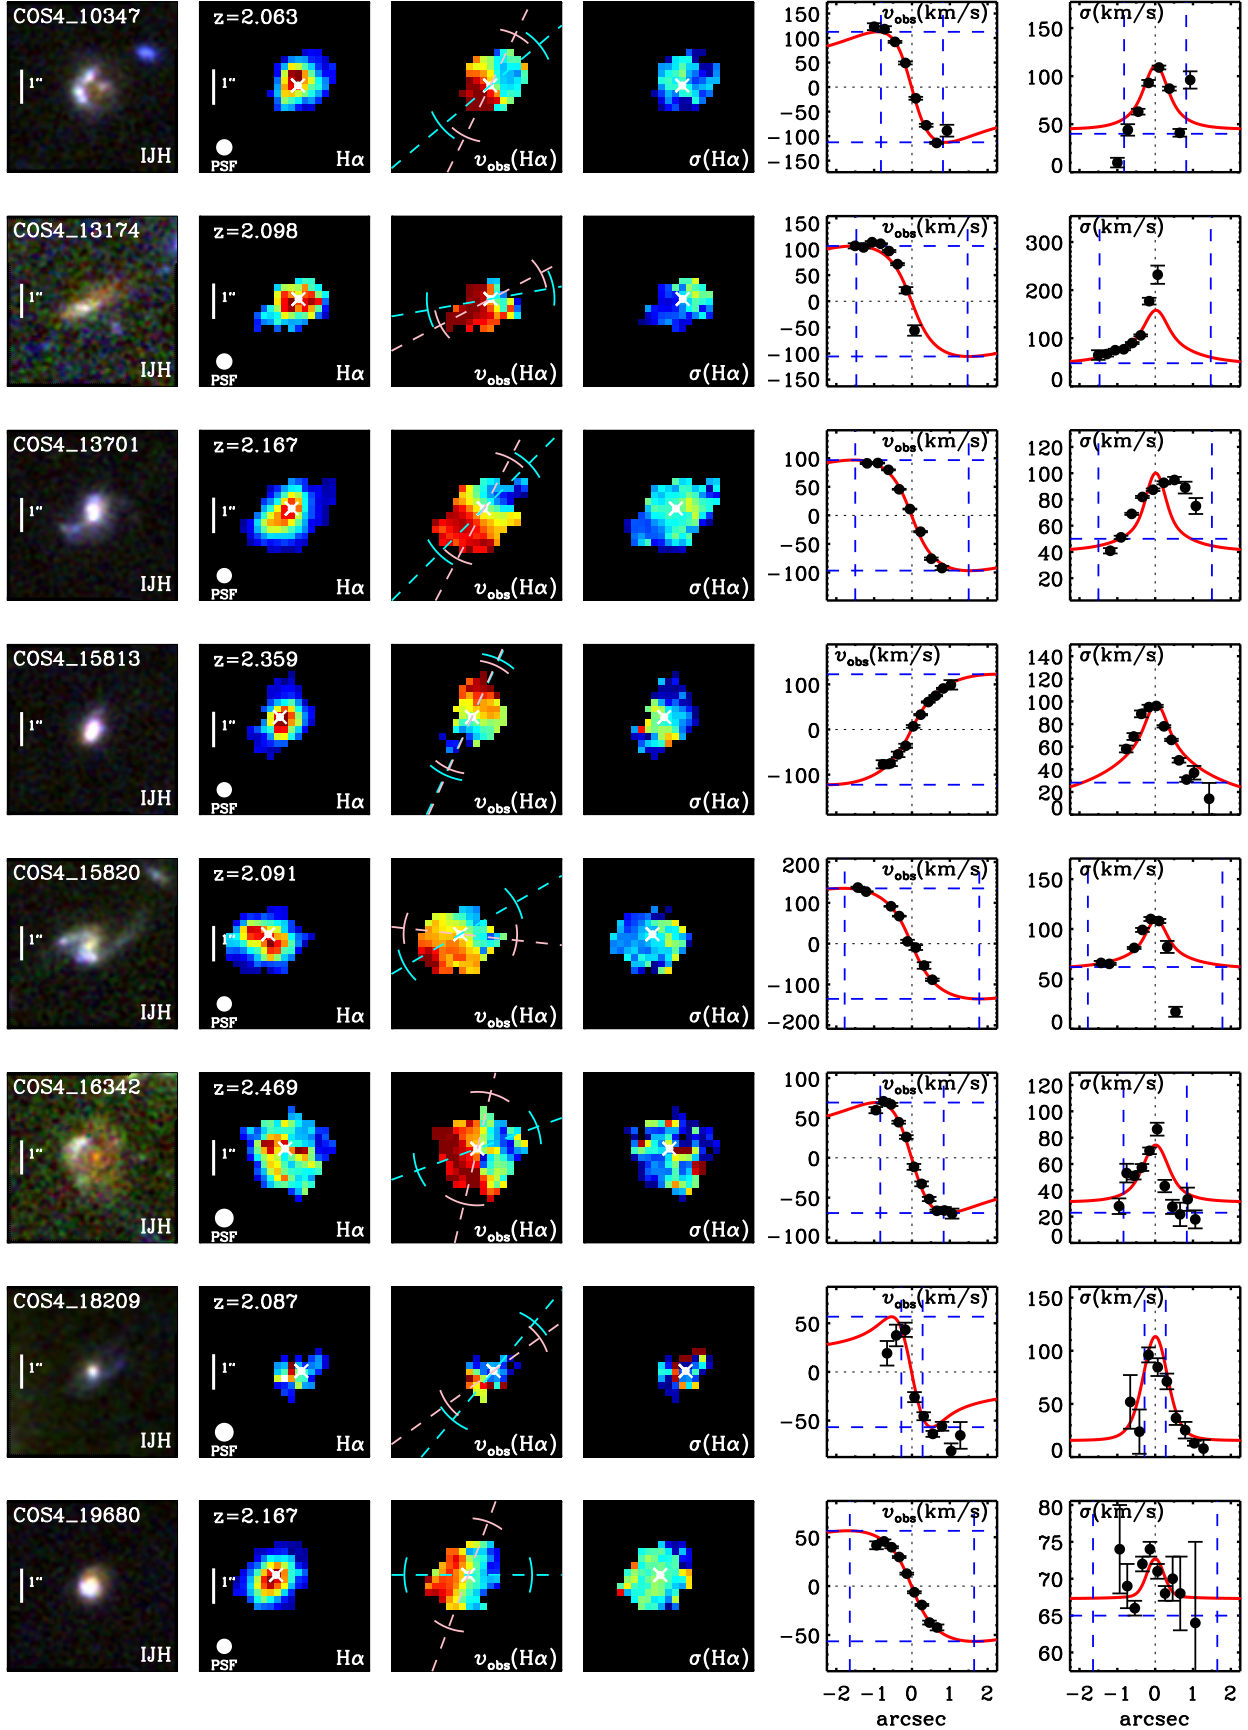 COS4_10347
1"
IJH
z=2.063
1"
PSF
Hα
v_obs(Hα)
σ(Hα)
v_obs(km/s)
150
100
50
0
−50
−100
−150
σ(km/s)
150
100
50
0
COS4_13174
1"
IJH
z=2.098
1"
PSF
Hα
v_obs(Hα)
σ(Hα)
v_obs(km/s)
150
100
50
0
−50
−100
−150
σ(km/s)
300
200
100
0
COS4_13701
1"
IJH
z=2.167
1"
PSF
Hα
v_obs(Hα)
σ(Hα)
v_obs(km/s)
100
50
0
−50
−100
σ(km/s)
120
100
80
60
40
20
COS4_15813
1"
IJH
z=2.359
1"
PSF
Hα
v_obs(Hα)
σ(Hα)
v_obs(km/s)
100
0
−100
σ(km/s)
140
120
100
80
60
40
20
0
COS4_15820
1"
IJH
z=2.091
1"
PSF
Hα
v_obs(Hα)
σ(Hα)
v_obs(km/s)
200
100
0
−100
−200
σ(km/s)
150
100
50
0
COS4_16342
1"
IJH
z=2.469
1"
PSF
Hα
v_obs(Hα)
σ(Hα)
v_obs(km/s)
100
50
0
−50
−100
σ(km/s)
120
100
80
60
40
20
0
COS4_18209
1"
IJH
z=2.087
1"
PSF
Hα
v_obs(Hα)
σ(Hα)
v_obs(km/s)
50
0
−50
σ(km/s)
150
100
50
0
COS4_19680
1"
IJH
z=2.167
1"
PSF
Hα
v_obs(Hα)
σ(Hα)
v_obs(km/s)
50
0
−50
−2 −1 0 1 2
arcsec
σ(km/s)
80
75
70
65
60
−2 −1 0 1 2
arcsec